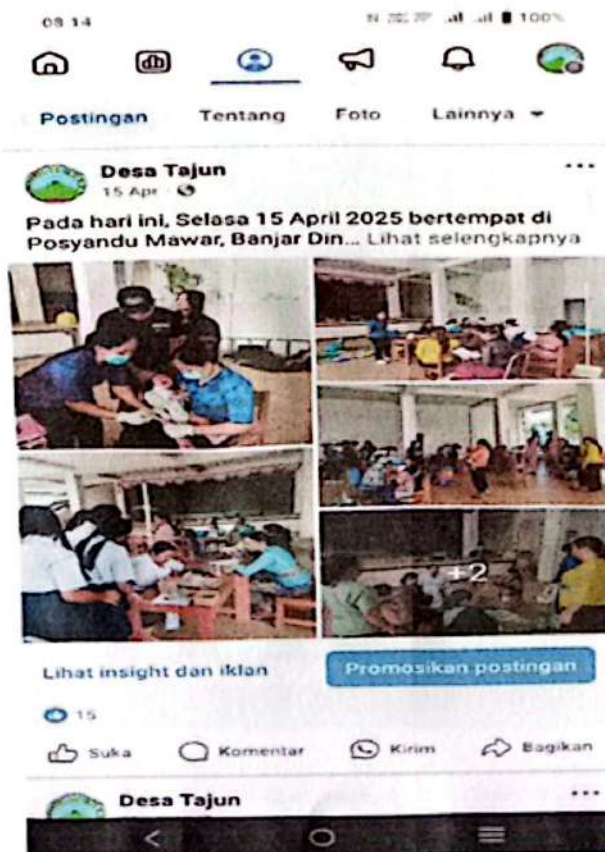 08 14
100%
Postingan Tentang Foto Lainnya
Desa Tajun
15 Apr
Pada hari ini, Selasa 15 April 2025 bertempat di
Posyandu Mawar, Banjar Din... Lihat selengkapnya
+2
Lihat insight dan iklan Promosikan postingan
15
Suka Komentar Kirim Bagikan
Desa Tajun